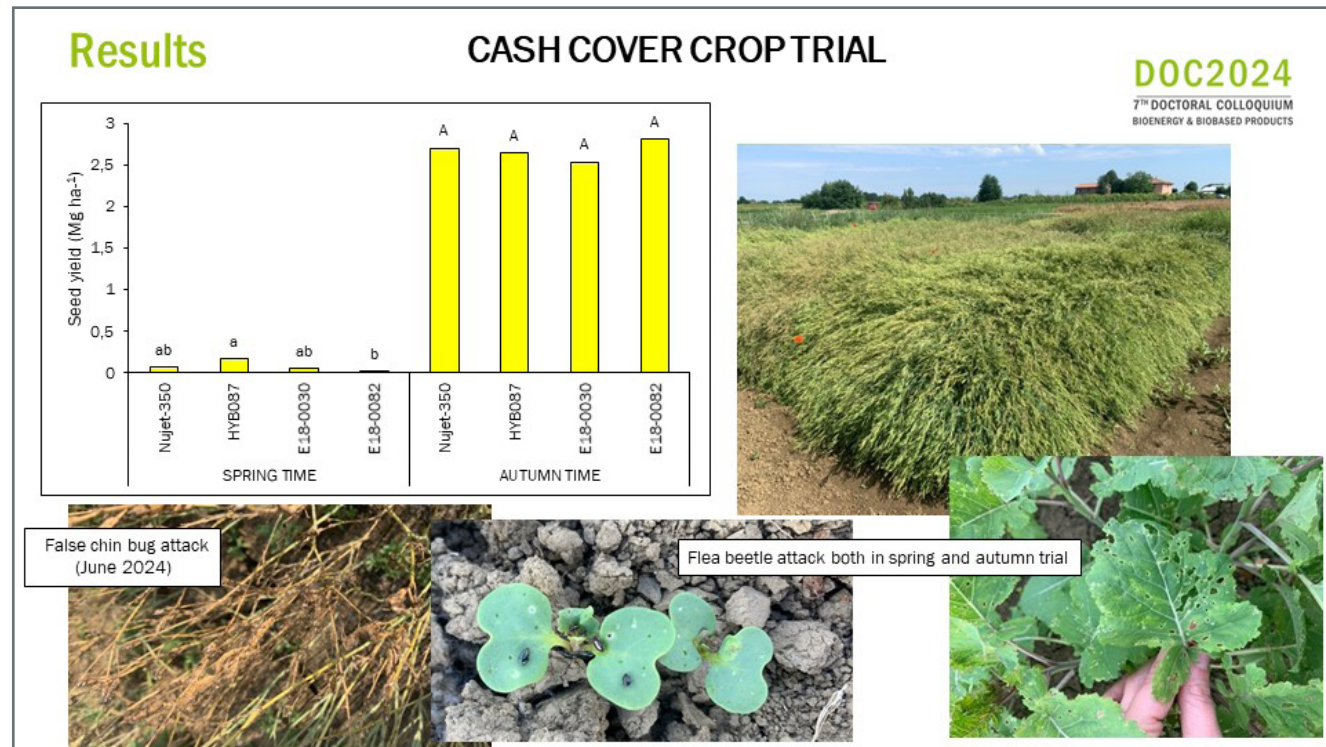 Results
CASH COVER CROP TRIAL
DOC2024
7TH DOCTORAL COLLOQUIUM
BIOENERGY & BIOBASED PRODUCTS
Seed yield (Mg ha⁻¹)
3
2,5
2
1,5
1
0,5
0
ab
a
ab
b
A
A
A
A
Nujet-350
HYB087
E18-0030
E18-0082
Nujet-350
HYB087
E18-0030
E18-0082
SPRING TIME
AUTUMN TIME
False chin bug attack
(June 2024)
Flea beetle attack both in spring and autumn trial